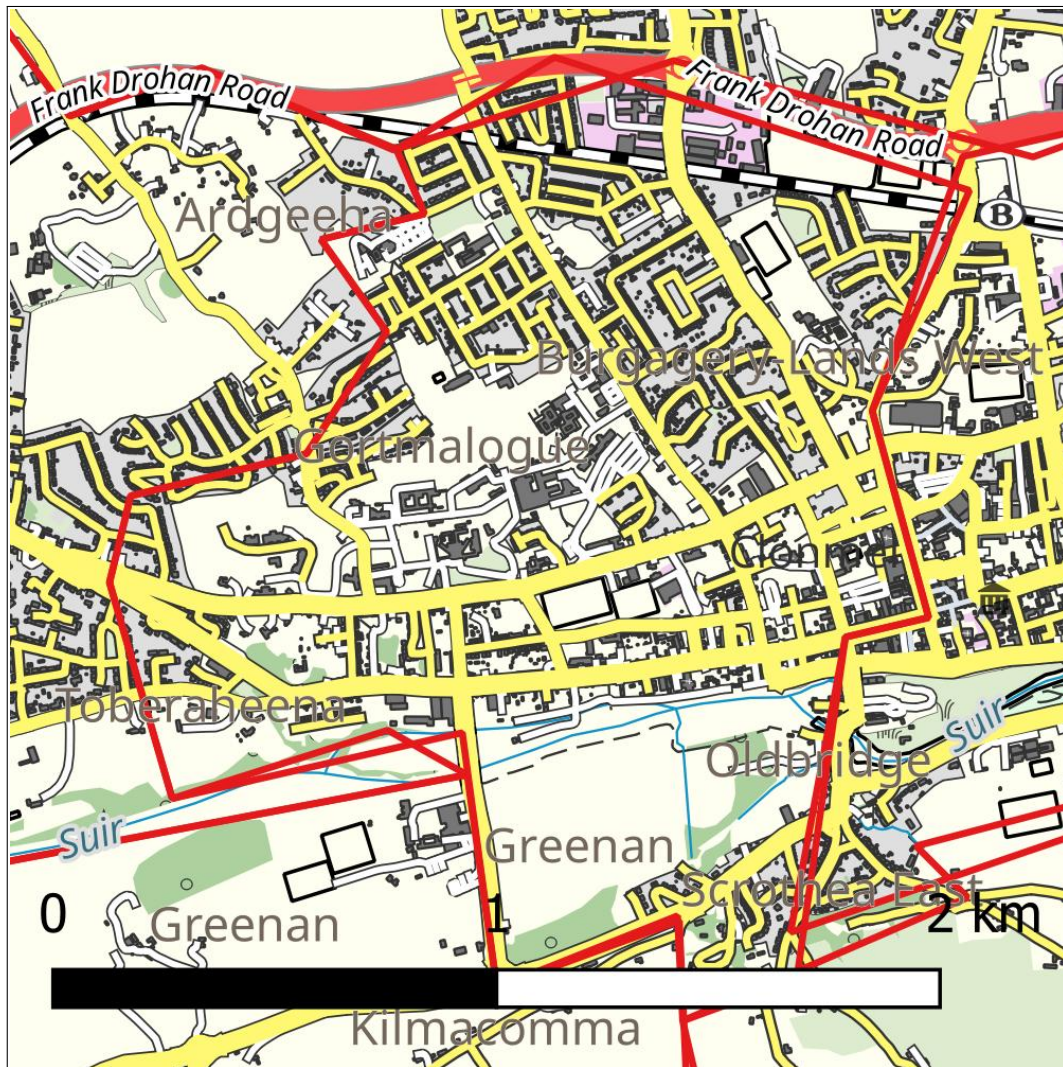 Frank Drohan Road
Frank Drohan Road
B
Ardgeeha
Burgagery-Lands West
Gortmalogue
Clonmel
Toberaheena
Suir
Oldbridge
Suir
Greenan
Scrothea East
Greenan
0
1
2 km
Kilmacomma